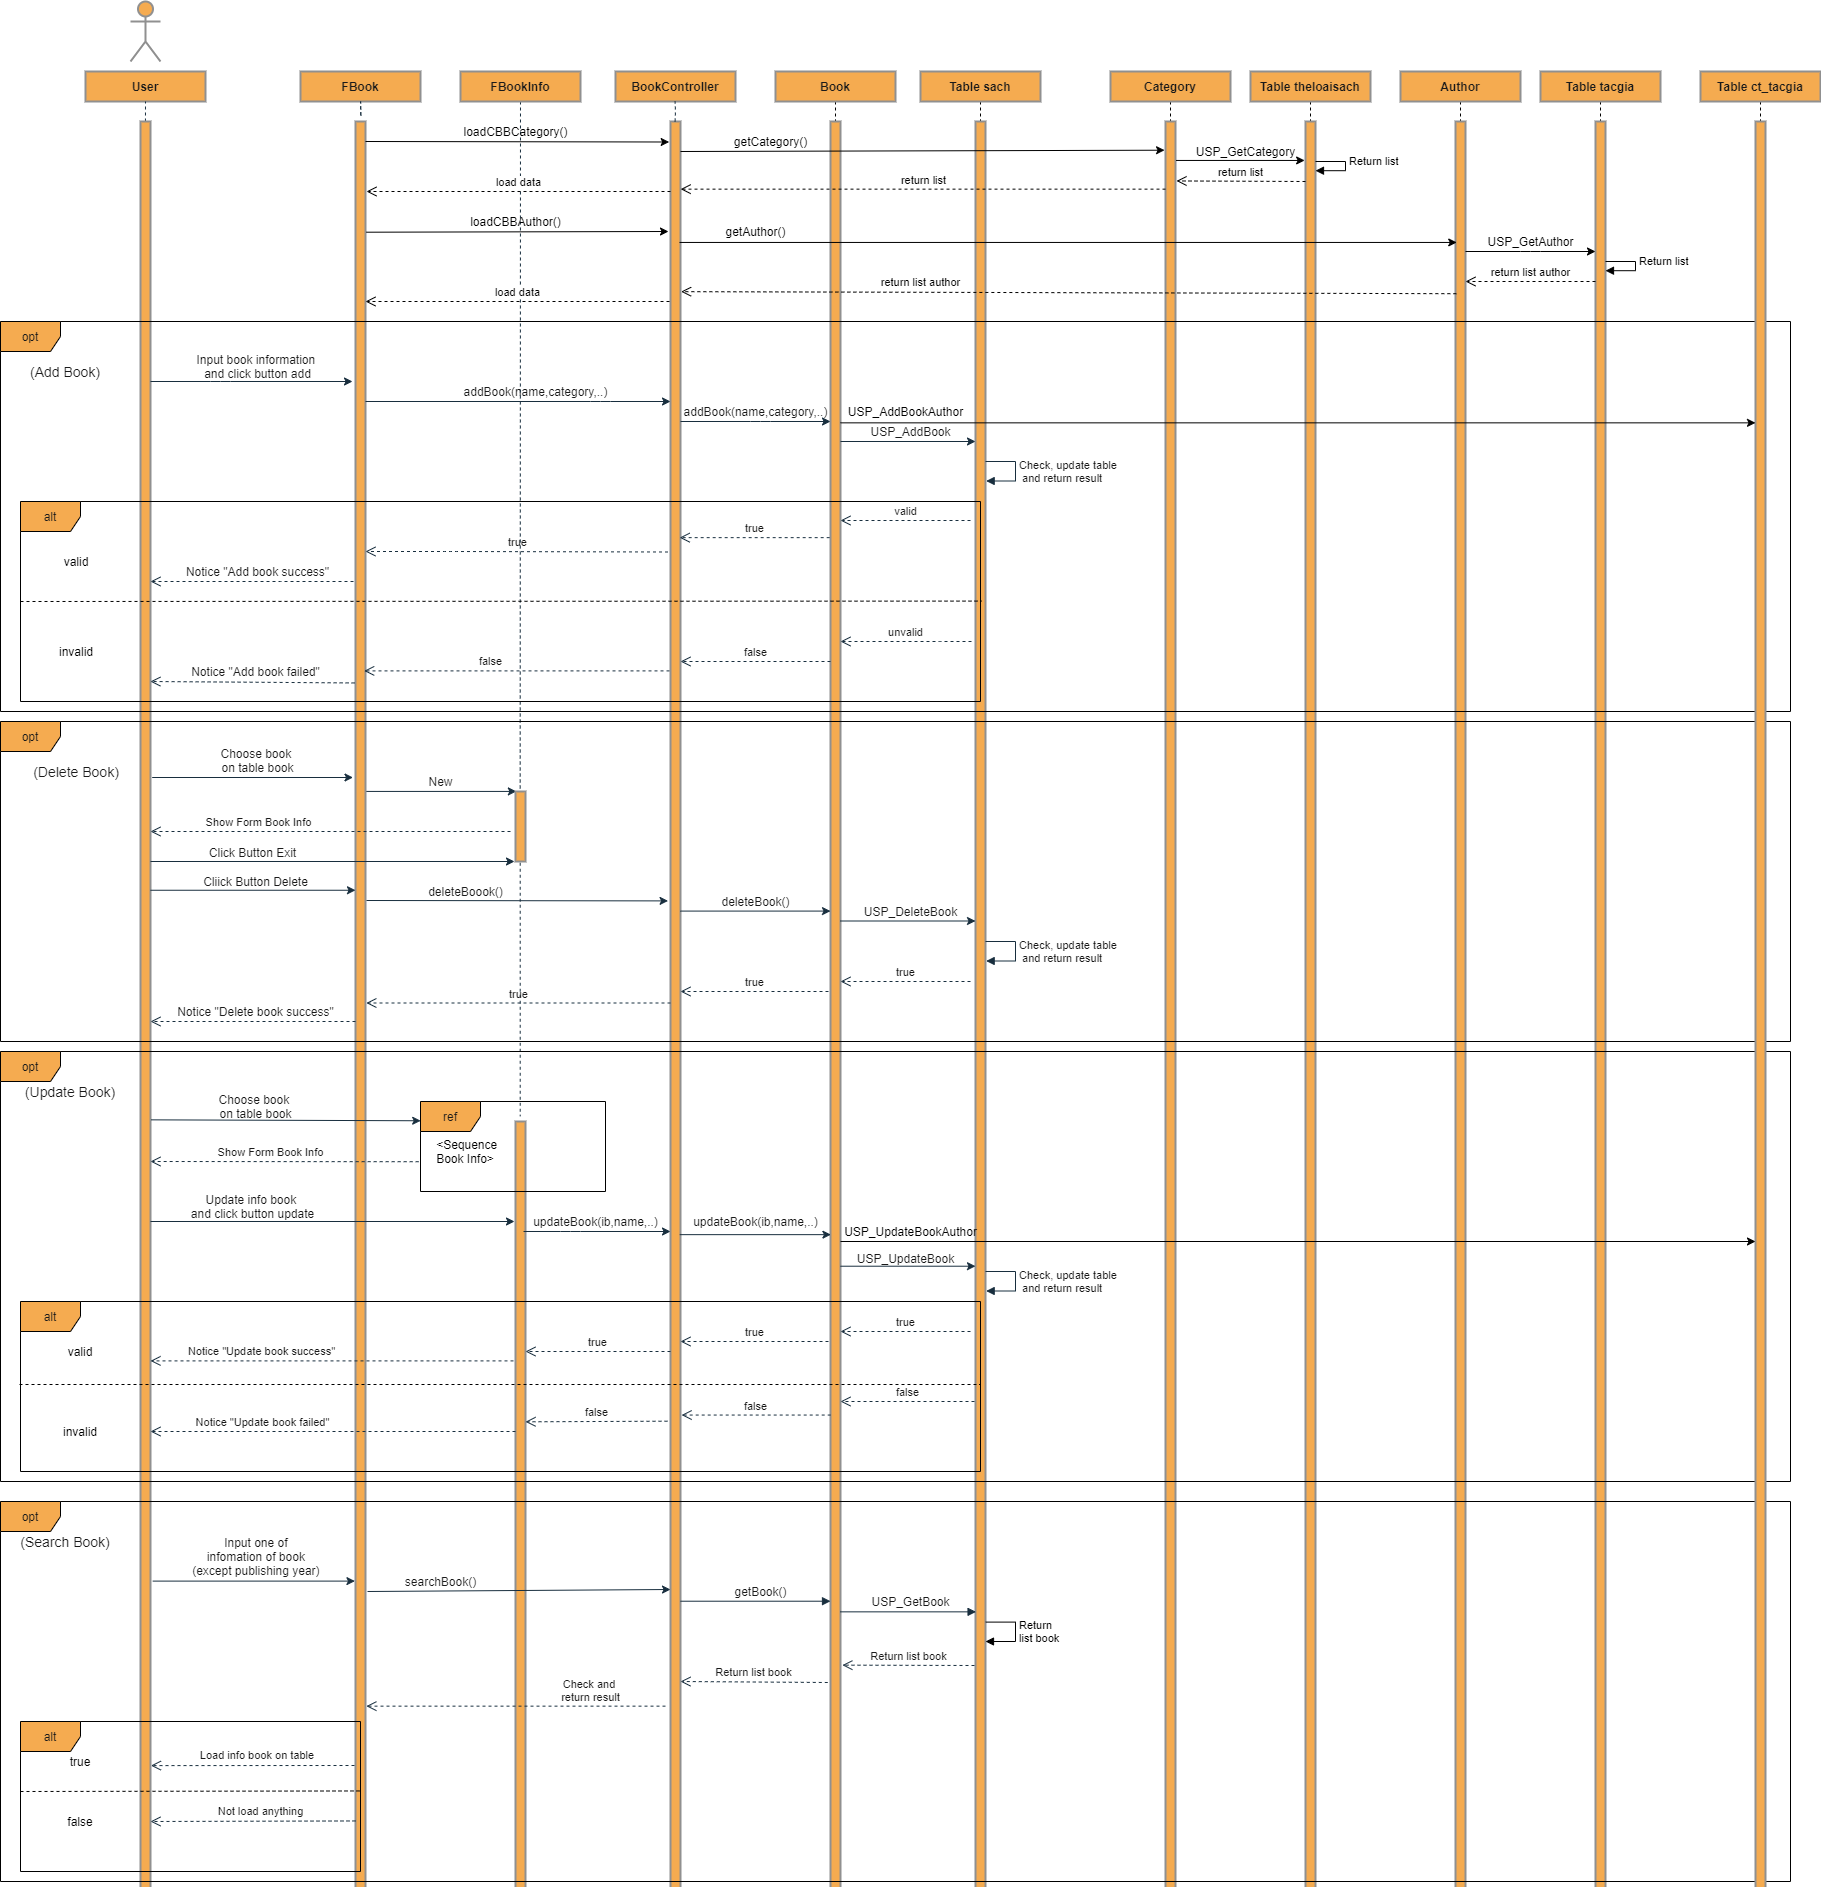 User
FBook
FBookInfo
BookController
Book
Table sach
Category
Table theloaisach
Author
Table tacgia
Table ct_tacgia
loadCBBCategory()
getCategory()
USP_GetCategory
Return list
return list
return list
load data
loadCBBAuthor()
getAuthor()
USP_GetAuthor
Return list
return list author
return list author
load data
opt
(Add Book)
Input book information
and click button add
addBook(name,category,..)
addBook(name,category,..)
USP_AddBookAuthor
USP_AddBook
Check, update table
and return result
alt
valid
valid
true
true
Notice "Add book success"
invalid
unvalid
false
false
Notice "Add book failed"
opt
(Delete Book)
Choose book
on table book
New
Show Form Book Info
Click Button Exit
Cliick Button Delete
deleteBoook()
deleteBook()
USP_DeleteBook
Check, update table
and return result
true
true
true
Notice "Delete book success"
opt
(Update Book)
Choose book
on table book
ref
<Sequence
Book Info>
Show Form Book Info
Update info book
and click button update
updateBook(ib,name,..)
updateBook(ib,name,..)
USP_UpdateBookAuthor
USP_UpdateBook
Check, update table
and return result
alt
valid
true
true
true
Notice "Update book success"
invalid
false
false
false
Notice "Update book failed"
opt
(Search Book)
Input one of
infomation of book
(except publishing year)
searchBook()
getBook()
USP_GetBook
Return
list book
Return list book
Return list book
Check and
return result
alt
true
Load info book on table
false
Not load anything